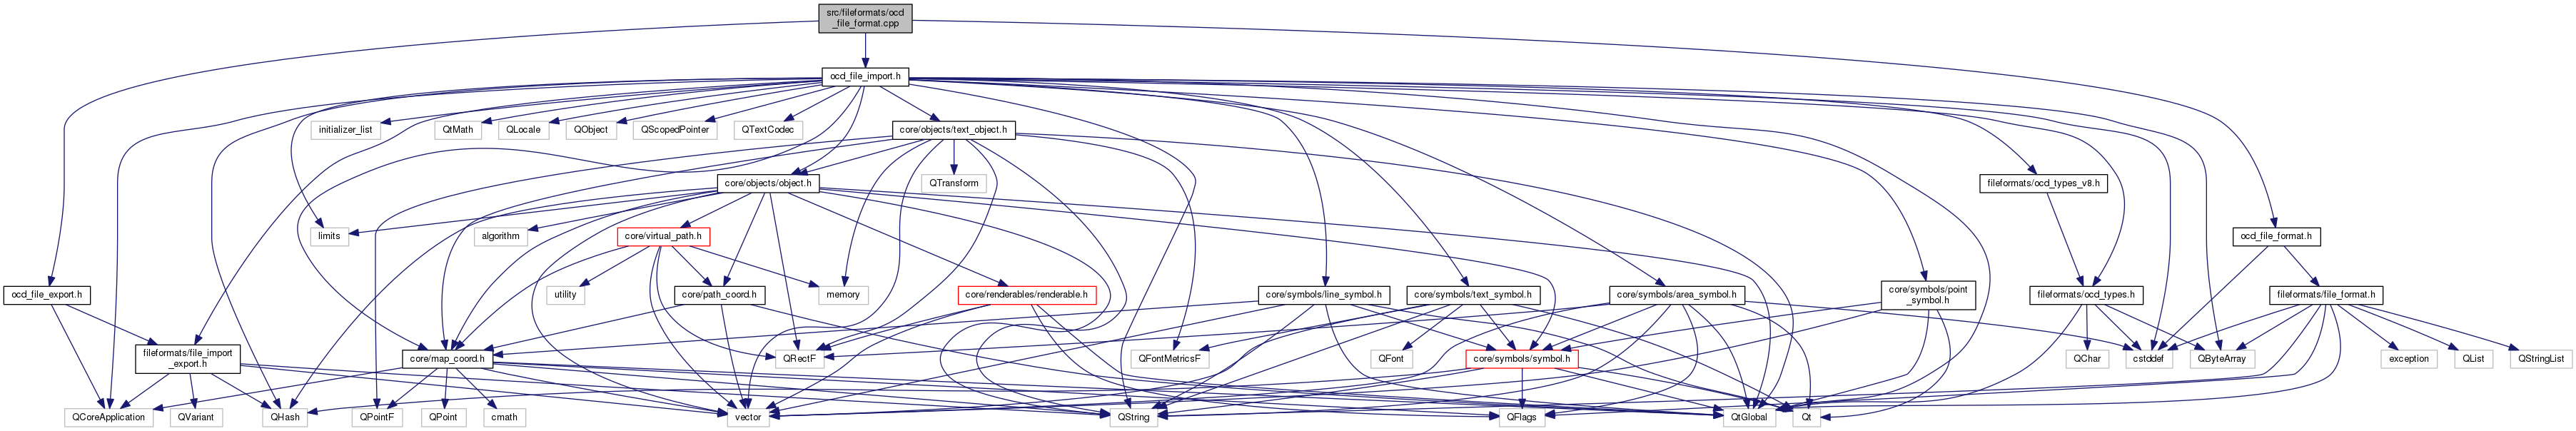 src/fileformats/ocd
_file_format.cpp
ocd_file_import.h
initializer_list
QtMath
QLocale
QObject
QScopedPointer
QTextCodec
core/objects/text_object.h
core/objects/object.h
QTransform
fileformats/ocd_types_v8.h
limits
algorithm
core/virtual_path.h
ocd_file_format.h
ocd_file_export.h
utility
core/path_coord.h
memory
core/renderables/renderable.h
core/symbols/line_symbol.h
core/symbols/text_symbol.h
core/symbols/area_symbol.h
core/symbols/point
_symbol.h
fileformats/ocd_types.h
fileformats/file_format.h
fileformats/file_import
_export.h
core/map_coord.h
QRectF
QFontMetricsF
QFont
core/symbols/symbol.h
QChar
cstddef
QByteArray
exception
QList
QStringList
QCoreApplication
QVariant
QHash
QPointF
QPoint
cmath
vector
QString
QFlags
QtGlobal
Qt